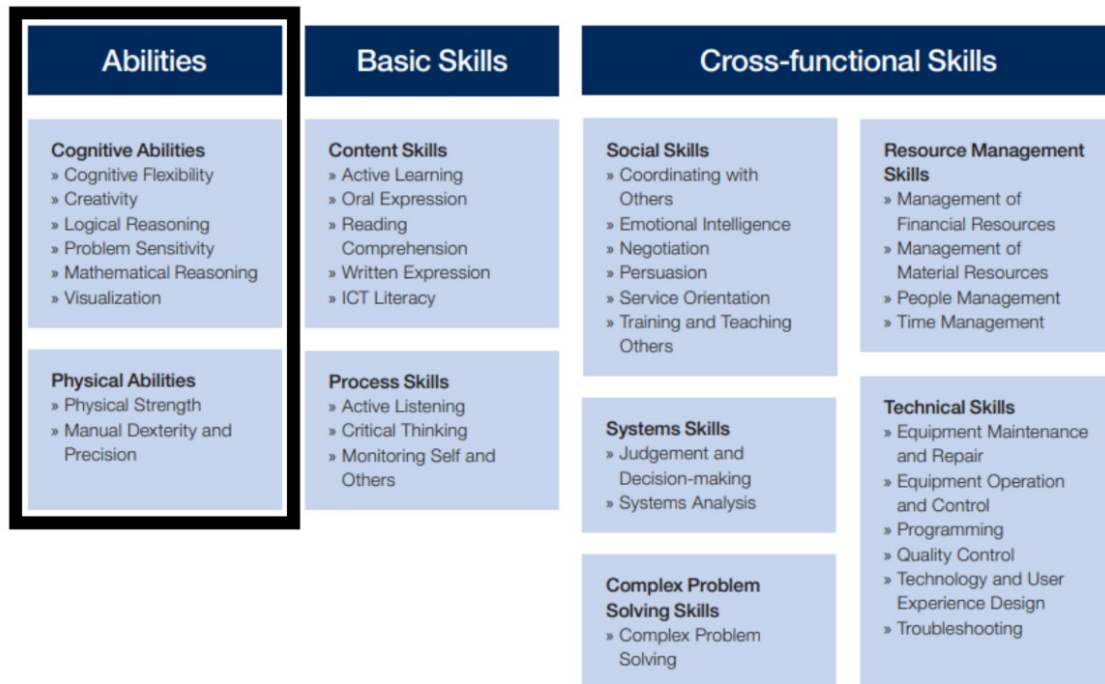 Abilities
Cognitive Abilities
» Cognitive Flexibility
» Creativity
» Logical Reasoning
» Problem Sensitivity
» Mathematical Reasoning
» Visualization
Physical Abilities
» Physical Strength
» Manual Dexterity and
Precision
Basic Skills
Content Skills
» Active Learning
» Oral Expression
» Reading
Comprehension
» Written Expression
» ICT Literacy
Process Skills
» Active Listening
» Critical Thinking
» Monitoring Self and
Others
Cross-functional Skills
Social Skills
» Coordinating with
Others
» Emotional Intelligence
» Negotiation
» Persuasion
» Service Orientation
» Training and Teaching
Others
Systems Skills
» Judgement and
Decision-making
» Systems Analysis
Complex Problem
Solving Skills
» Complex Problem
Solving
Resource Management
Skills
» Management of
Financial Resources
» Management of
Material Resources
» People Management
» Time Management
Technical Skills
» Equipment Maintenance
and Repair
» Equipment Operation
and Control
» Programming
» Quality Control
» Technology and User
Experience Design
» Troubleshooting